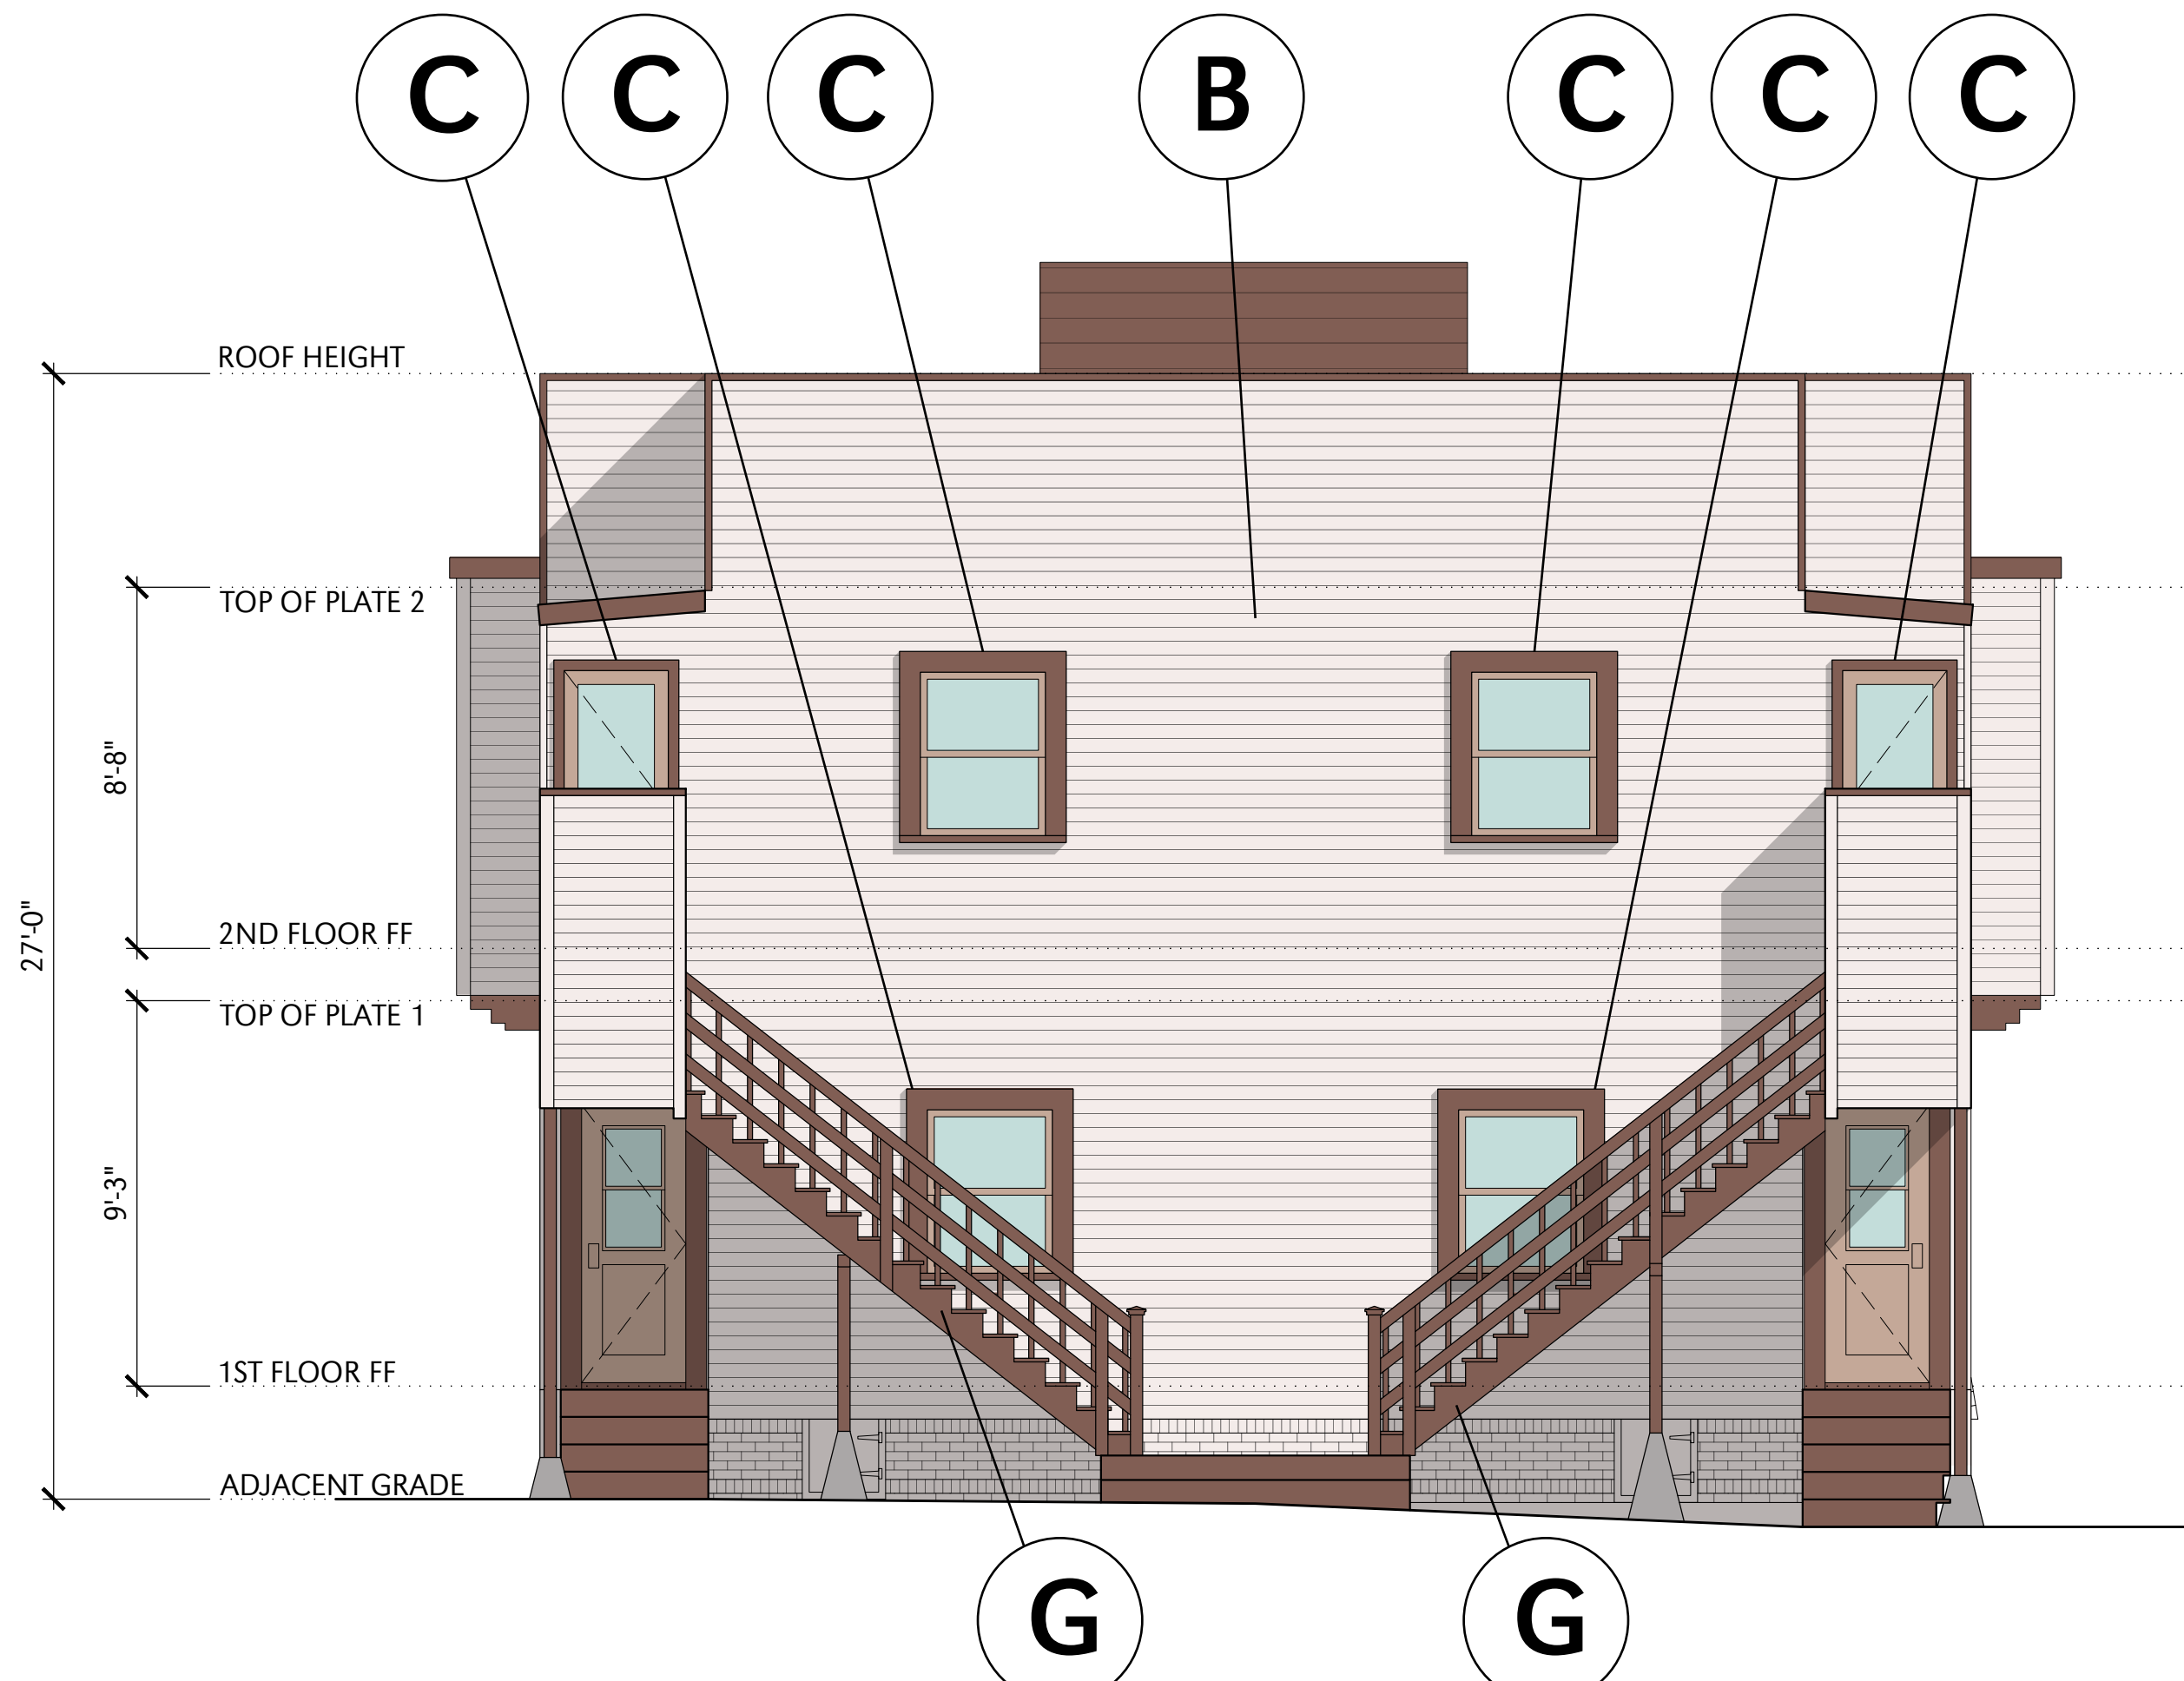 C C C B C C C
ROOF HEIGHT
TOP OF PLATE 2
8'-8"
27'-0"
2ND FLOOR FF
TOP OF PLATE 1
9'-3"
1ST FLOOR FF
ADJACENT GRADE
G G